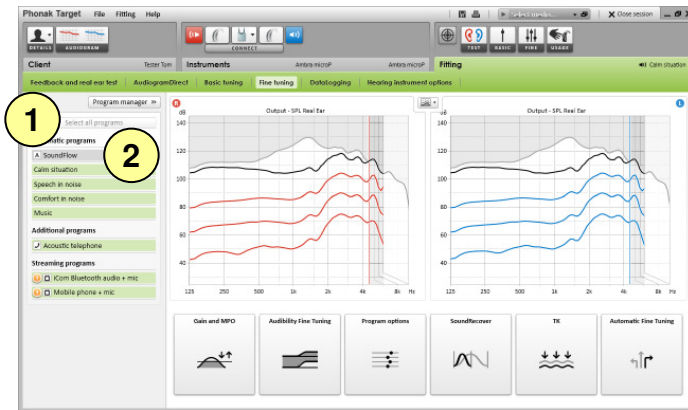 Phonak Target File Fitting Help
Close session
DETAILS AUDIOGRAM
CONNECT
TEST BASIC FINE USAGE
Client Tester Tom Instruments Ambra microP Ambra microP Fitting Calm situation
Feedback and real ear test AudiogramDirect Basic tuning Fine tuning DataLogging Hearing instrument options
Program manager >>
1
Select all programs
2
programs
A SoundFlow
Calm situation
Speech in noise
Comfort in noise
Music
Additional programs
Acoustic telephone
Streaming programs
iCom Bluetooth audio + mic
Mobile phone + mic
R
Output - SPL Real Ear
dB
140
120
100
80
60
40
125 250 500 1k 2k 4k 8k Hz
L
Output - SPL Real Ear
dB
140
120
100
80
60
40
125 250 500 1k 2k 4k 8k Hz
Gain and MPO Audibility Fine Tuning Program options SoundRecover TK Automatic Fine Tuning